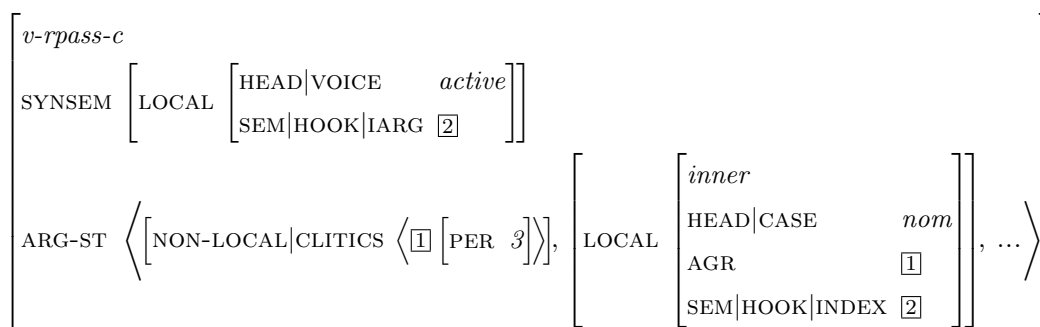 v-rpass-c
SYNSEM [LOCAL [HEAD|VOICE active
SEM|HOOK|IARG 2]]
ARG-ST ⟨[NON-LOCAL|CLITICS ⟨1 [PER 3]⟩], [LOCAL [inner
HEAD|CASE nom
AGR 1
SEM|HOOK|INDEX 2]], ...⟩